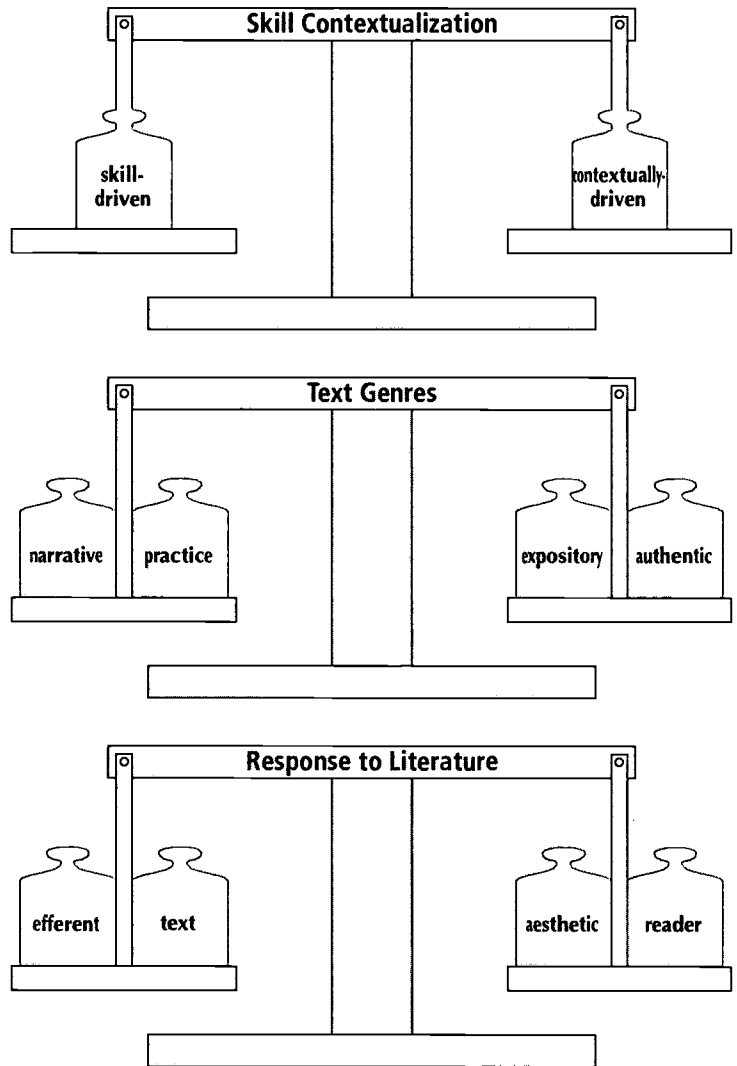 Skill Contextualization
skill-
driven
contextually-
driven
Text Genres
narrative
practice
expository
authentic
Response to Literature
efferent
text
aesthetic
reader